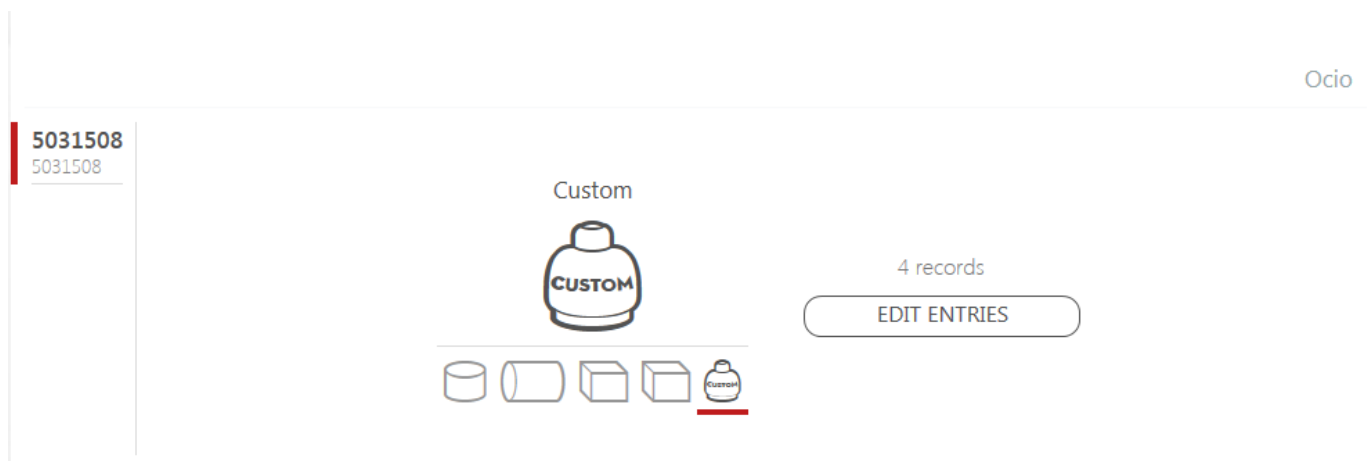 Ocio
5031508
5031508
Custom
CUSTOM
4 records
EDIT ENTRIES
CUSTOM